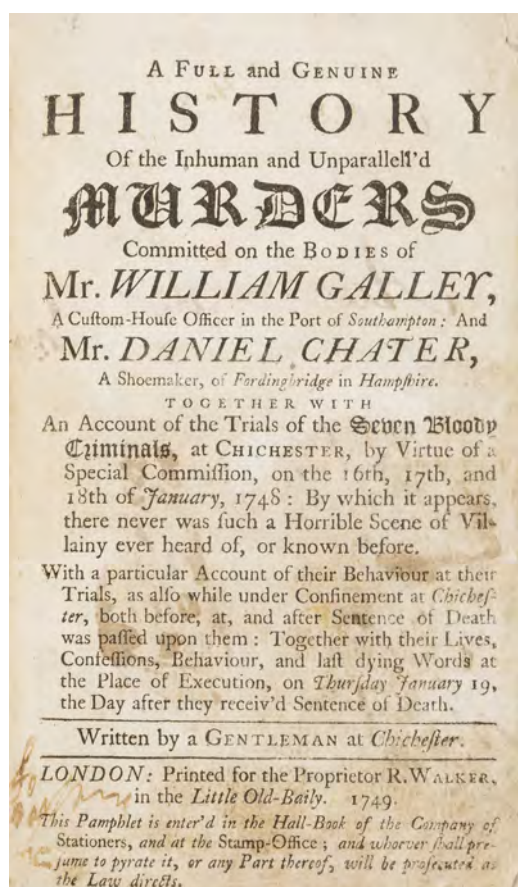 A FULL and GENUINE
HISTORY
Of the Inhuman and Unparallell'd
MURDERS
Committed on the BODIES of
Mr. WILLIAM GALLEY,
A Cuſtom-Houſe Officer in the Port of Southampton: And
Mr. DANIEL CHATER,
A Shoemaker, of Fordingbridge in Hampſhire.
TOGETHER WITH
An Account of the Trials of the Seven Bloody
Criminals, at CHICHESTER, by Virtue of a
Special Commiſſion, on the 16th, 17th, and
18th of January, 1748: By which it appears,
there never was ſuch a Horrible Scene of Vil-
lainy ever heard of, or known before.
With a particular Account of their Behaviour at their
Trials, as alſo while under Confinement at Chicheſ-
ter, both before, at, and after Sentence of Death
was paſſed upon them: Together with their Lives,
Confeſſions, Behaviour, and laſt dying Words at
the Place of Execution, on Thurſday January 19,
the Day after they receiv'd Sentence of Death.
Written by a GENTLEMAN at Chicheſter.
LONDON: Printed for the Proprietor R. WALKER,
in the Little Old-Baily. 1749.
This Pamphlet is enter'd in the Hall-Book of the Company of
Stationers, and at the Stamp-Office; and whoever ſhall pre-
ſume to pyrate it, or any Part thereof, will be proſecuted as
the Law directs.